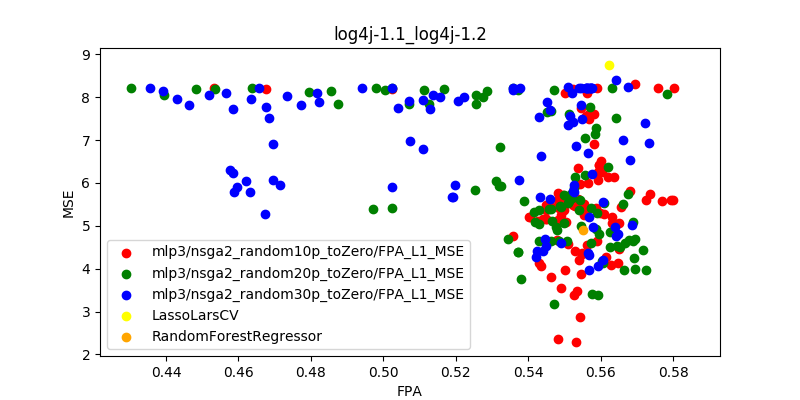 log4j-1.1_log4j-1.2
9
8
7
6
5
4
3
2
MSE
mlp3/nsga2_random10p_toZero/FPA_L1_MSE
mlp3/nsga2_random20p_toZero/FPA_L1_MSE
mlp3/nsga2_random30p_toZero/FPA_L1_MSE
LassoLarsCV
RandomForestRegressor
0.44 0.46 0.48 0.50 0.52 0.54 0.56 0.58
FPA